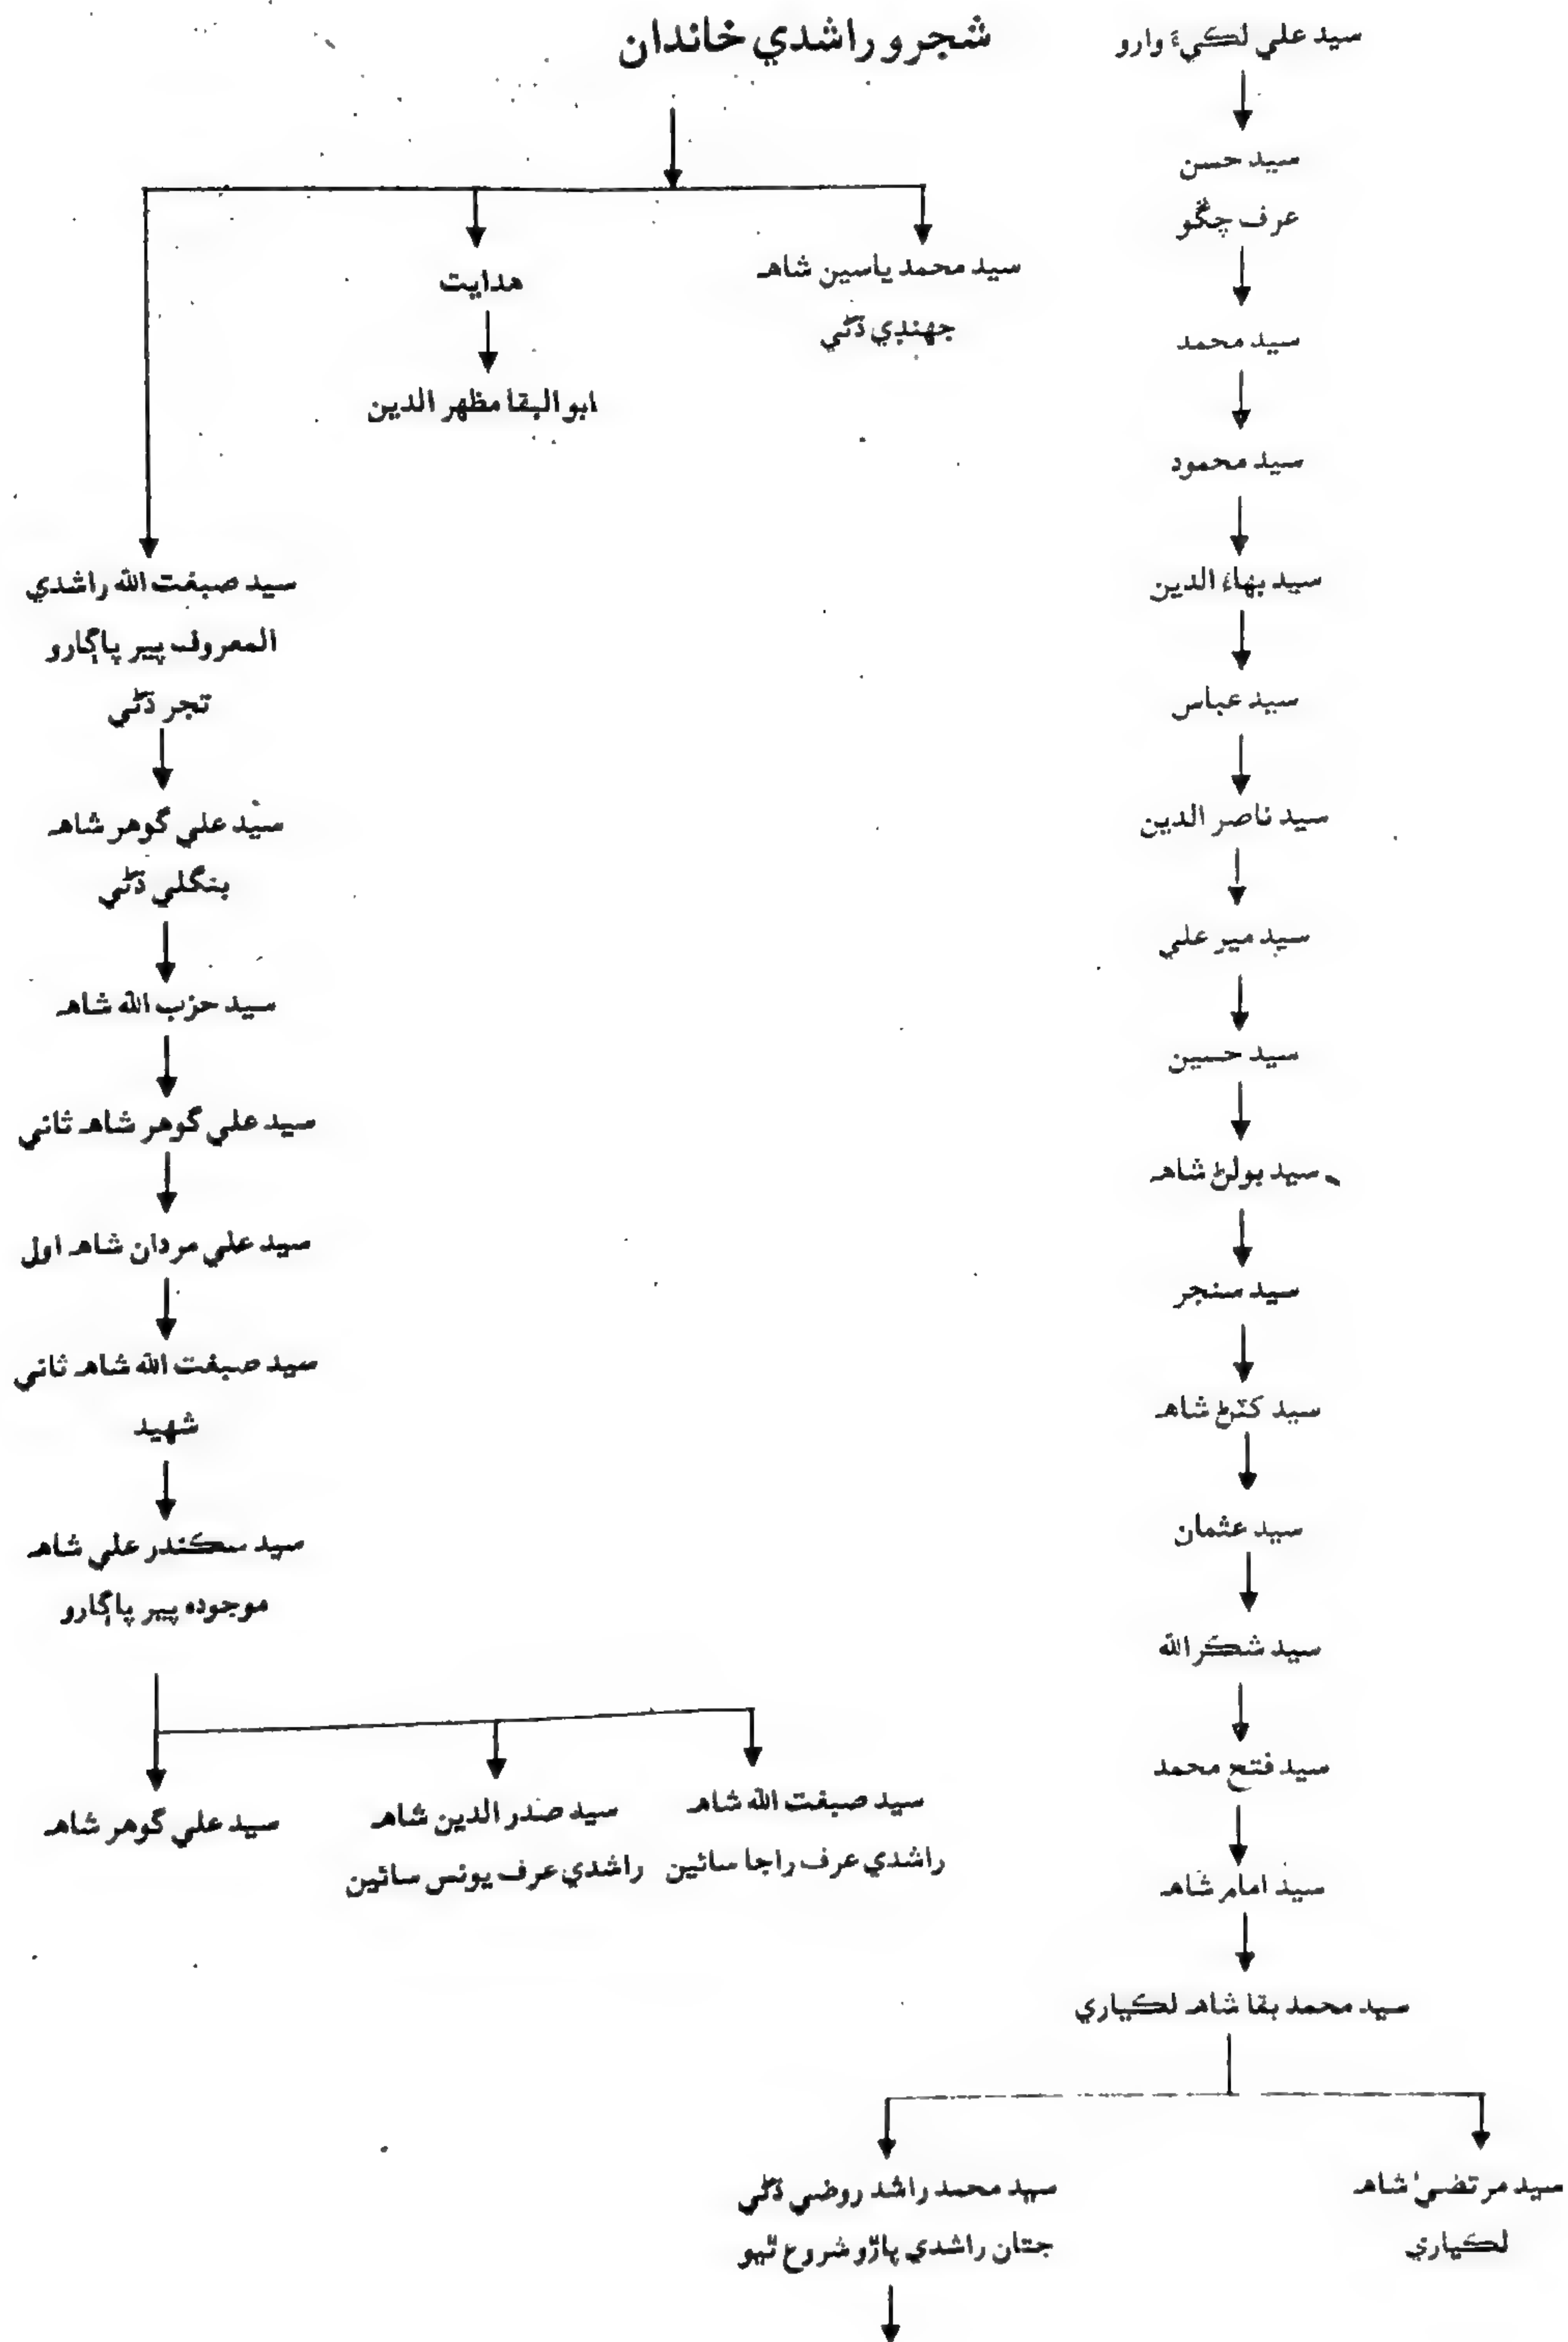 شجرو راشدي خاندان
سيد علي لڪيءَ وارو
سيد حسن
عرف چگو
سيد محمد
سيد محمود
سيد بهاءُ الدين
سيد عباس
سيد ناصر الدين
سيد مير علي
سيد حسين
سيد بولڻ شاهه
سيد سنجر
سيد کٽڻ شاهه
سيد عثمان
سيد شڪر الله
سيد فتح محمد
سيد امام شاهه
سيد محمد بقا شاهه لڪياري
سيد مرتضيٰ شاهه
لڪياري
سيد محمد راشد روضي ڌڻي
جتان راشدي پاڙو شروع ٿيو
سيد محمد ياسين شاهه
جهنڊي ڌڻي
هدايت
ابو البقا مظهر الدين
سيد صبغت الله راشدي
المعروف پير پاڳارو
تجر ڌڻي
سيد علي گوهر شاهه
بنگلي ڌڻي
سيد حزب الله شاهه
سيد علي گوهر شاهه ثاني
سيد علي مردان شاهه اول
سيد صبغت الله شاهه ثاني
شهيد
سيد سڪندر علي شاهه
موجوده پير پاڳارو
سيد صبغت الله شاهه
راشدي عرف راجا سائين
سيد صدر الدين شاهه
راشدي عرف يونس سائين
سيد علي گوهر شاهه